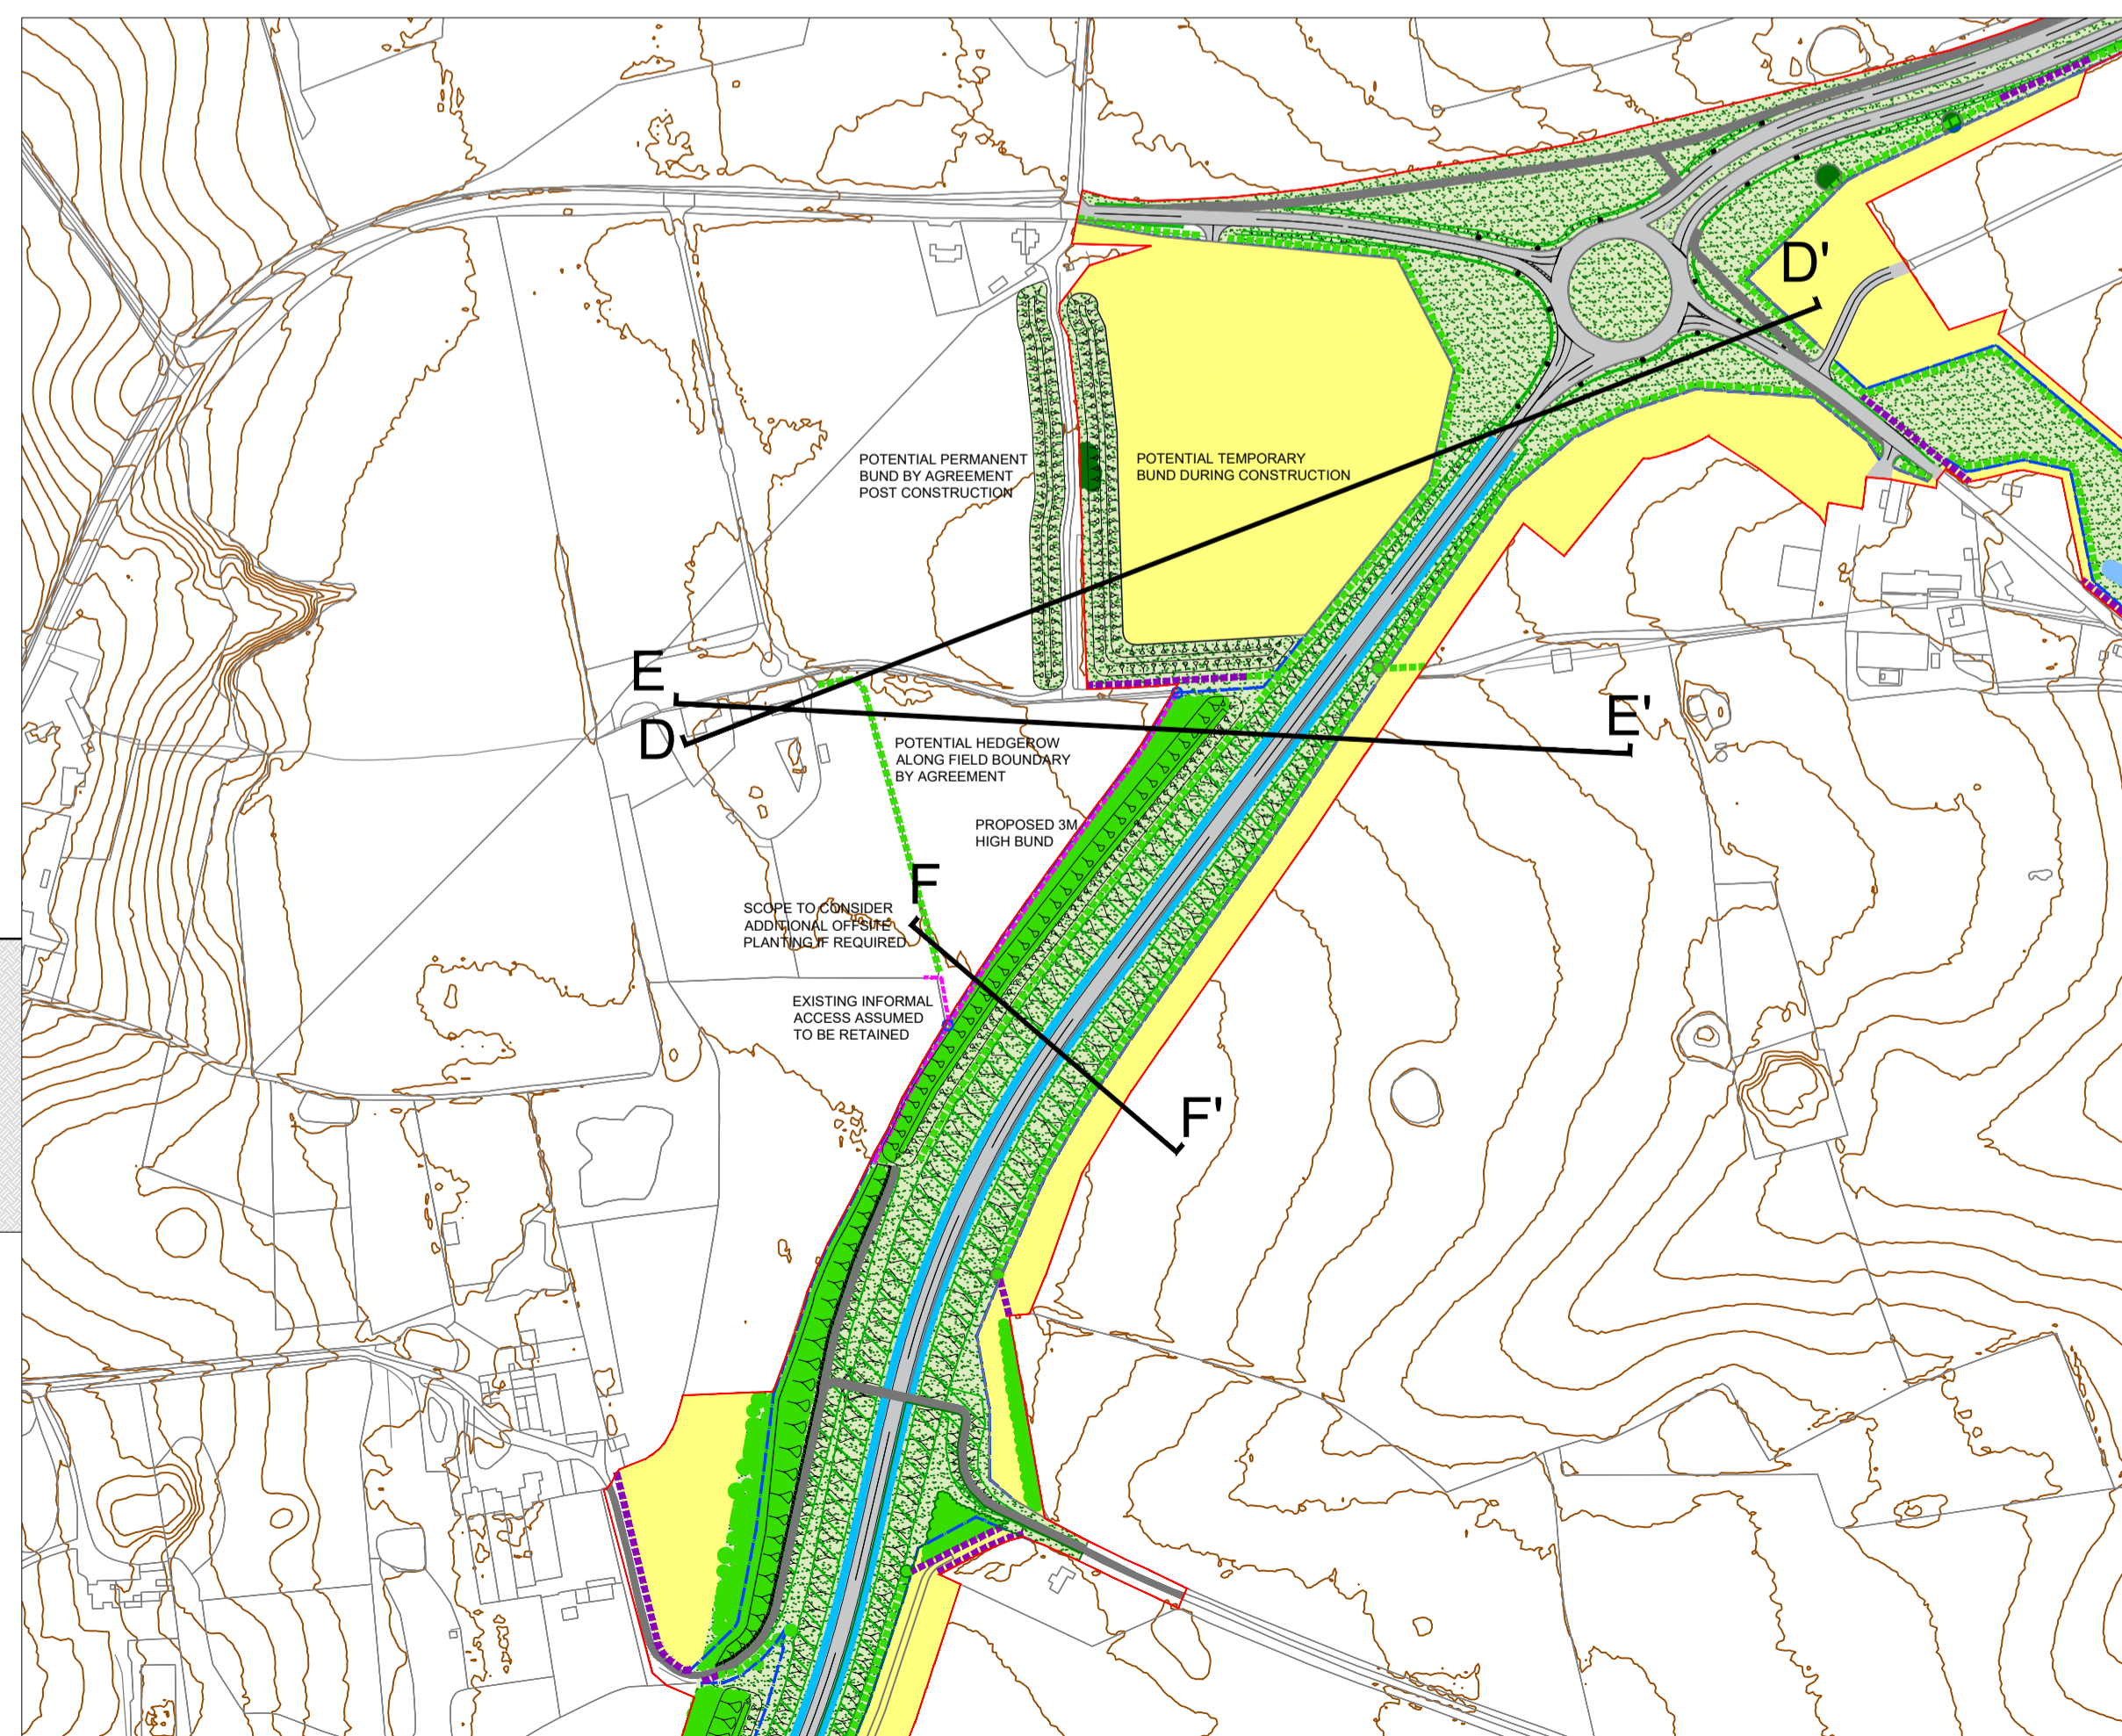 D'
POTENTIAL PERMANENT
BUND BY AGREEMENT
POST CONSTRUCTION
POTENTIAL TEMPORARY
BUND DURING CONSTRUCTION
E
D
E'
POTENTIAL HEDGEROW
ALONG FIELD BOUNDARY
BY AGREEMENT
PROPOSED 3M
HIGH BUND
F
SCOPE TO CONSIDER
ADDITIONAL OFFSITE
PLANTING IF REQUIRED
EXISTING INFORMAL
ACCESS ASSUMED
TO BE RETAINED
F'